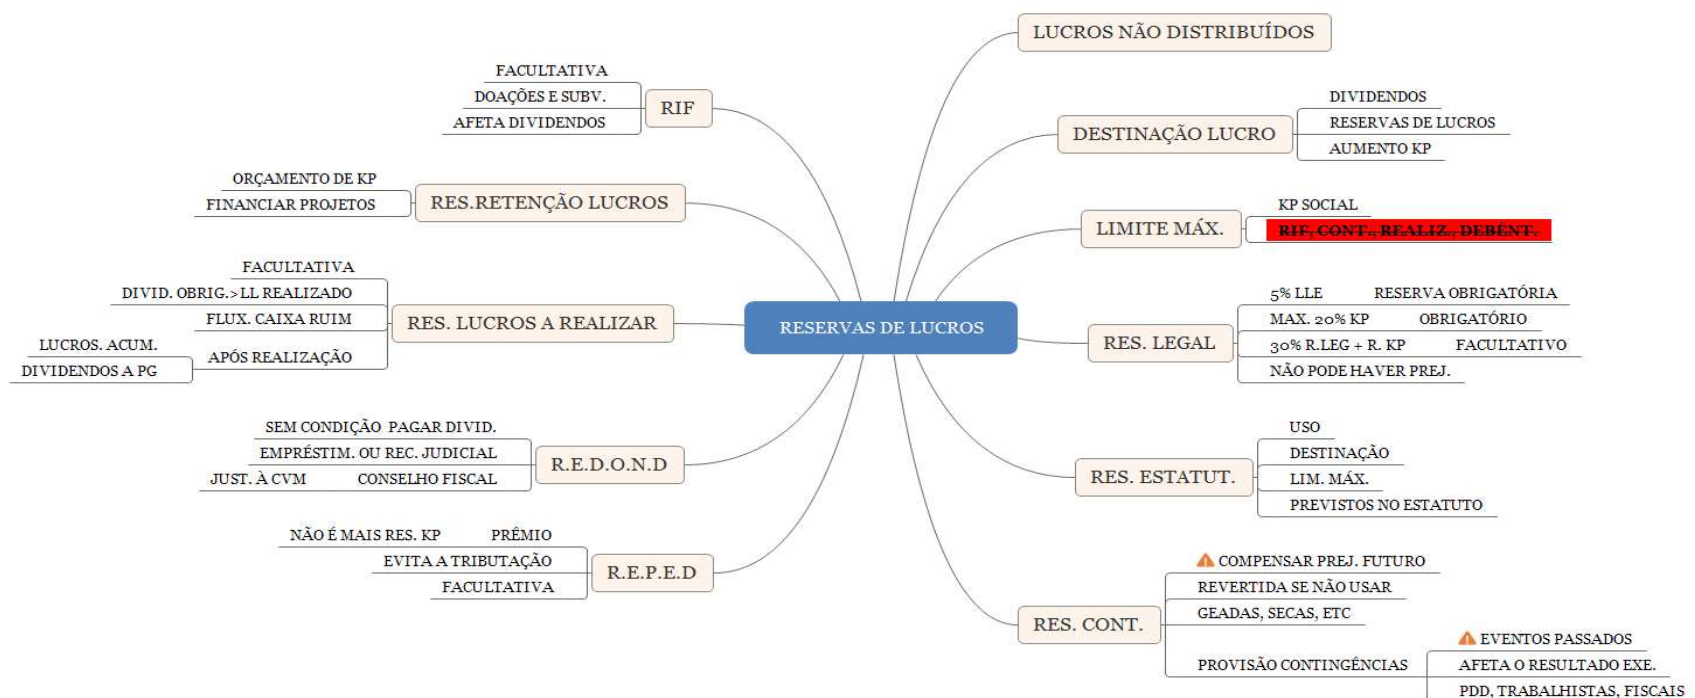 RESERVAS DE LUCROS
LUCROS NÃO DISTRIBUÍDOS
DESTINAÇÃO LUCRO
DIVIDENDOS
RESERVAS DE LUCROS
AUMENTO KP
LIMITE MÁX.
KP SOCIAL
RIF, CONT., REALIZ., DEBÊNT.
RES. LEGAL
5% LLE RESERVA OBRIGATÓRIA
MAX. 20% KP OBRIGATÓRIO
30% R.LEG + R. KP FACULTATIVO
NÃO PODE HAVER PREJ.
RES. ESTATUT.
USO
DESTINAÇÃO
LIM. MÁX.
PREVISTOS NO ESTATUTO
RES. CONT.
COMPENSAR PREJ. FUTURO
REVERTIDA SE NÃO USAR
GEADAS, SECAS, ETC
PROVISÃO CONTINGÊNCIAS
EVENTOS PASSADOS
AFETA O RESULTADO EXE.
PDD, TRABALHISTAS, FISCAIS
RIF
FACULTATIVA
DOAÇÕES E SUBV.
AFETA DIVIDENDOS
RES.RETENÇÃO LUCROS
ORÇAMENTO DE KP
FINANCIAR PROJETOS
RES. LUCROS A REALIZAR
FACULTATIVA
DIVID. OBRIG.>LL REALIZADO
FLUX. CAIXA RUIM
APÓS REALIZAÇÃO
LUCROS. ACUM.
DIVIDENDOS A PG
R.E.D.O.N.D
SEM CONDIÇÃO PAGAR DIVID.
EMPRÉSTIM. OU REC. JUDICIAL
JUST. À CVM CONSELHO FISCAL
R.E.P.E.D
NÃO É MAIS RES. KP PRÊMIO
EVITA A TRIBUTAÇÃO
FACULTATIVA